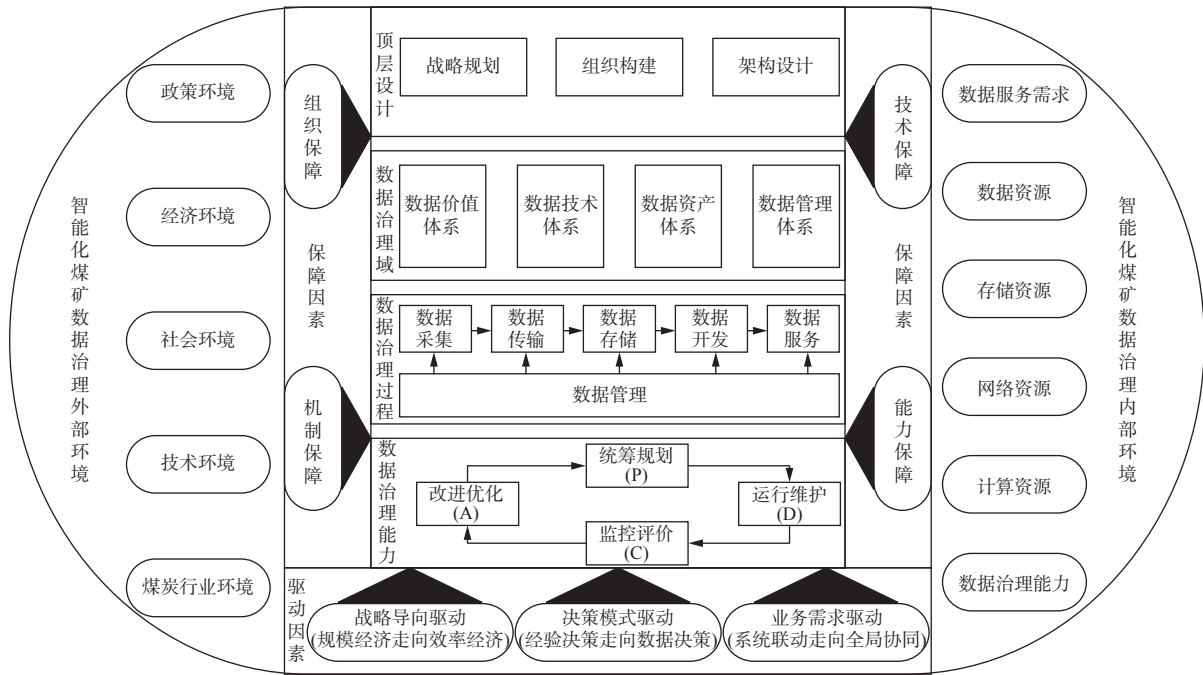 智能化煤矿数据治理外部环境
政策环境
经济环境
社会环境
技术环境
煤炭行业环境
组织保障
保障因素
机制保障
顶层设计
战略规划
组织构建
架构设计
数据治理域
数据价值
体系
数据技术
体系
数据资产
体系
数据管理
体系
数据治理过程
数据
采集
数据
传输
数据
存储
数据
开发
数据
服务
数据管理
数据治理能力
统筹规划
(P)
改进优化
(A)
运行维护
(D)
监控评价
(C)
驱动因素
战略导向驱动
(规模经济走向效率经济)
决策模式驱动
(经验决策走向数据决策)
业务需求驱动
(系统联动走向全局协同)
技术保障
保障因素
能力保障
数据服务需求
数据资源
存储资源
网络资源
计算资源
数据治理能力
智能化煤矿数据治理内部环境